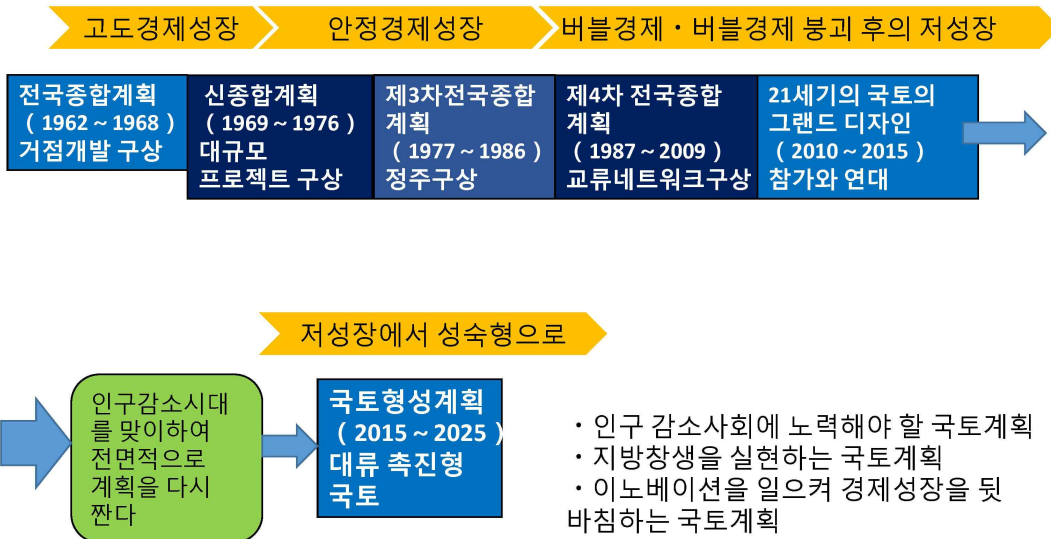 고도경제성장
안정경제성장
버블경제・버블경제 붕괴 후의 저성장
전국종합계획
( 1962 ~ 1968 )
거점개발 구상
신종합계획
( 1969 ~ 1976 )
대규모
프로젝트 구상
제3차전국종합
계획
( 1977 ~ 1986 )
정주구상
제4차 전국종합
계획
( 1987 ~ 2009 )
교류네트워크구상
21세기의 국토의
그랜드 디자인
( 2010 ~ 2015 )
참가와 연대
저성장에서 성숙형으로
인구감소시대
를 맞이하여
전면적으로
계획을 다시
짠다
국토형성계획
( 2015 ~ 2025 )
대류 촉진형
국토
・인구 감소사회에 노력해야 할 국토계획
・지방창생을 실현하는 국토계획
・이노베이션을 일으켜 경제성장을 뒷
바침하는 국토계획